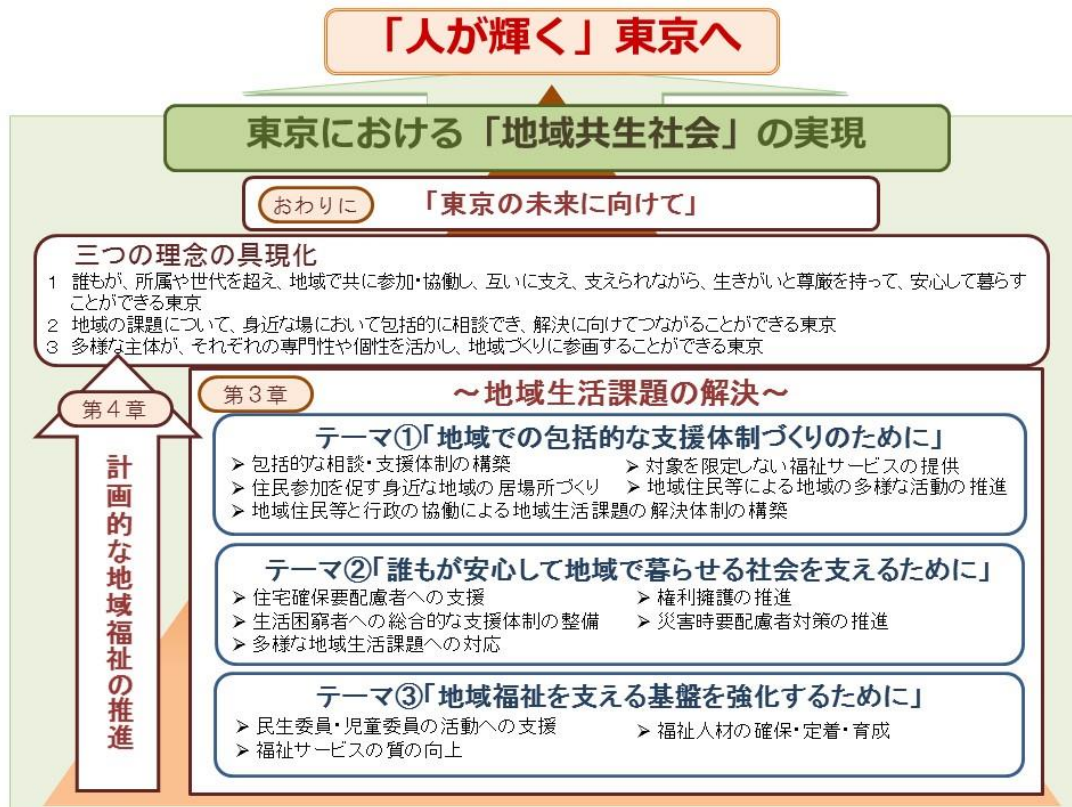 「人が輝く」東京へ
東京における「地域共生社会」の実現
おわりに 「東京の未来に向けて」
三つの理念の具現化
1 誰もが、所属や世代を超え、地域で共に参加・協働し、互いに支え、支えられながら、生きがいと尊厳を持って、安心して暮らす
ことができる東京
2 地域の課題について、身近な場において包括的に相談でき、解決に向けてつながることができる東京
3 多様な主体が、それぞれの専門性や個性を活かし、地域づくりに参画することができる東京
第4章
計画的な地域福祉の推進
第3章 ～地域生活課題の解決～
テーマ①「地域での包括的な支援体制づくりのために」
➢ 包括的な相談・支援体制の構築 ➢ 対象を限定しない福祉サービスの提供
➢ 住民参加を促す身近な地域の居場所づくり ➢ 地域住民等による地域の多様な活動の推進
➢ 地域住民等と行政の協働による地域生活課題の解決体制の構築
テーマ②「誰もが安心して地域で暮らせる社会を支えるために」
➢ 住宅確保要配慮者への支援 ➢ 権利擁護の推進
➢ 生活困窮者への総合的な支援体制の整備 ➢ 災害時要配慮者対策の推進
➢ 多様な地域生活課題への対応
テーマ③「地域福祉を支える基盤を強化するために」
➢ 民生委員・児童委員の活動への支援 ➢ 福祉人材の確保・定着・育成
➢ 福祉サービスの質の向上